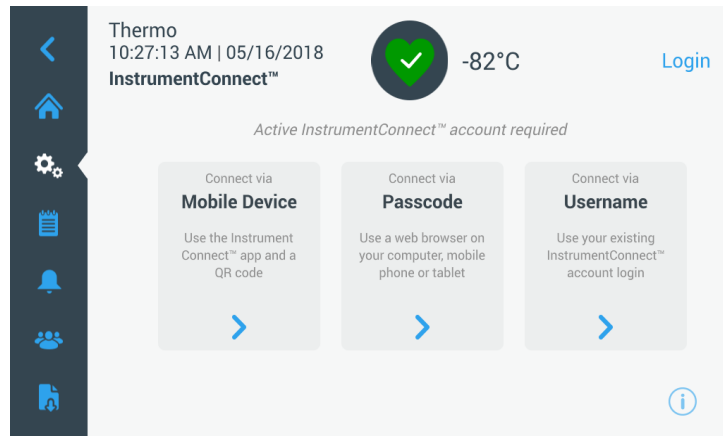 Thermo
10:27:13 AM | 05/16/2018
InstrumentConnect™
-82°C
Login
Active InstrumentConnect™ account required
Connect via
Mobile Device
Use the Instrument
Connect™ app and a
QR code
Connect via
Passcode
Use a web browser on
your computer, mobile
phone or tablet
Connect via
Username
Use your existing
InstrumentConnect™
account login